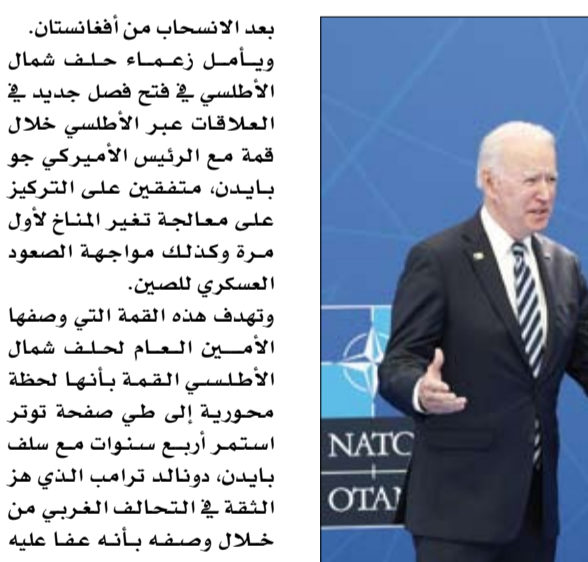 بعد الانسحاب من أفغانستان.
ويأمل زعماء حلف شمال
الأطلسي في فتح فصل جديد في
العلاقات عبر الأطلسي خلال
قمة مع الرئيس الأميركي جو
بايدن، متفقين على التركيز
على معالجة تغير المناخ لأول
مرة وكذلك مواجهة الصعود
العسكري للصين.
وتهدف هذه القمة التي وصفها
الأمين العام لحلف شمال
الأطلسي القمة بأنها لحظة
محورية إلى طي صفحة توتر
استمر أربع سنوات مع سلف
بايدن، دونالد ترامب الذي هز
الثقة في التحالف الغربي من
خلال وصفه بأنه عفا عليه
NATO
OTAN